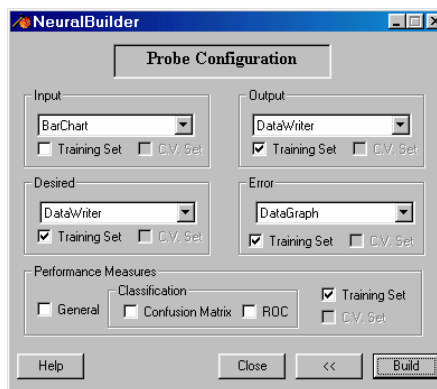 NeuralBuilder
Probe Configuration
Input
Output
BarChart
DataWriter
Training Set C.V. Set
Training Set C.V. Set
Desired
Error
DataWriter
DataGraph
Training Set C.V. Set
Training Set C.V. Set
Performance Measures
Classification
General
Confusion Matrix
ROC
Training Set
C.V. Set
Help
Close
<<
Build